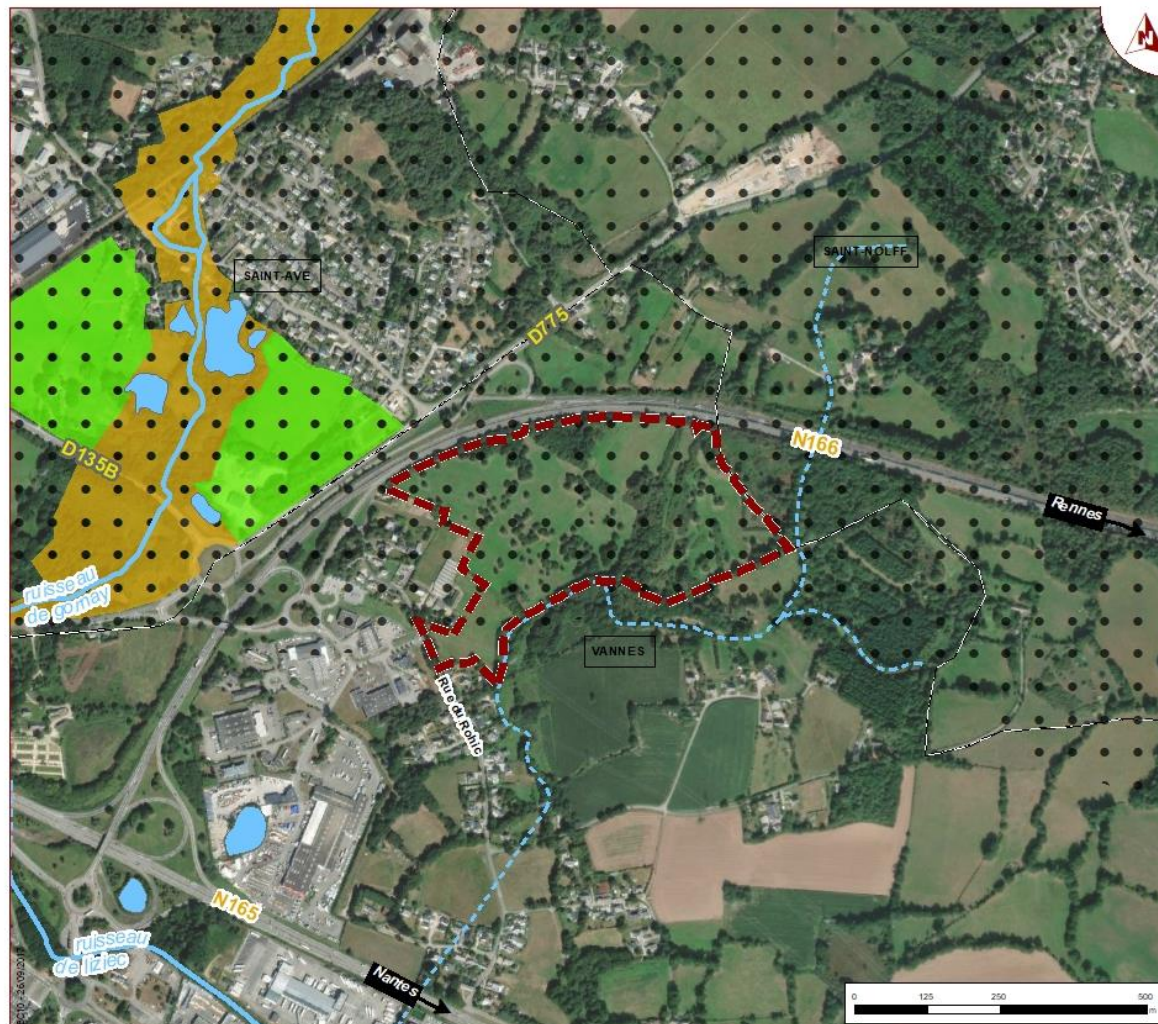 N
SAINT-AVE
SAINT-NOLFF
D775
N166
D135B
Rennes
ruisseau
de gornay
VANNES
Rue du Rohic
N165
ruisseau
de liziec
Nantes
0 125 250 500
m